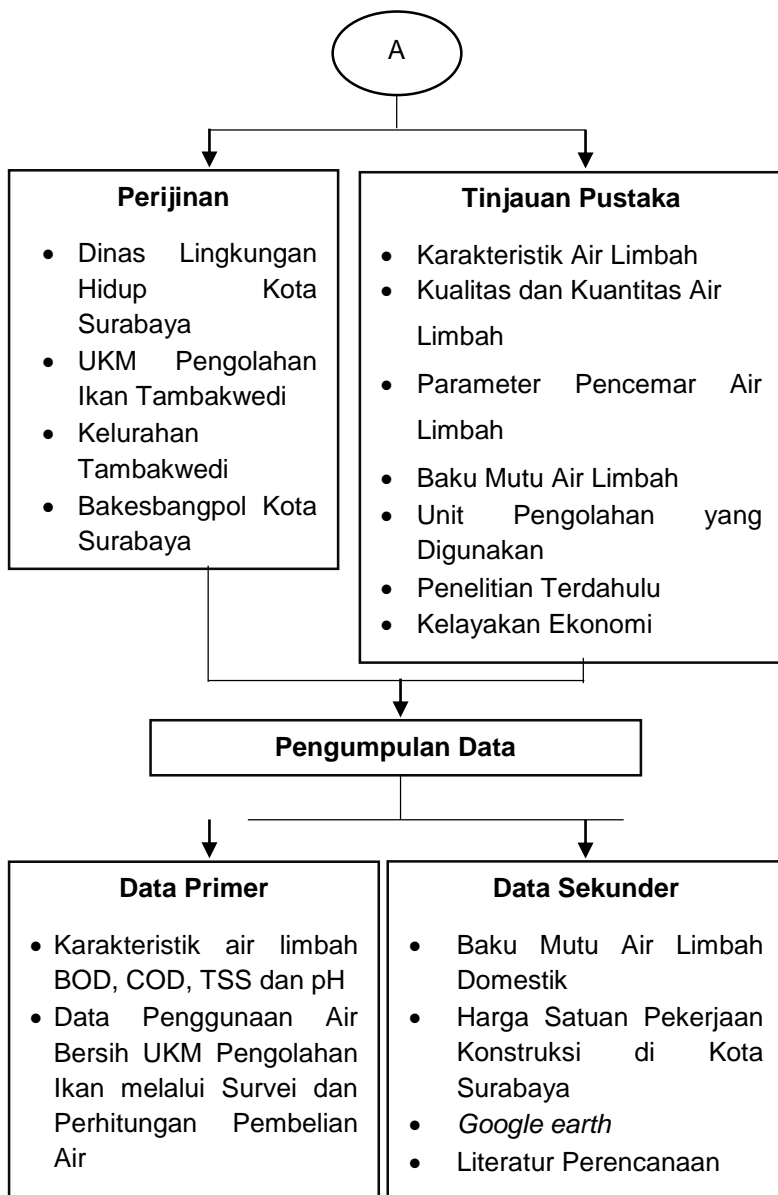 A
Perijinan
• Dinas Lingkungan
Hidup Kota
Surabaya
• UKM Pengolahan
Ikan Tambakwedi
• Kelurahan
Tambakwedi
• Bakesbangpol Kota
Surabaya
Tinjauan Pustaka
• Karakteristik Air Limbah
• Kualitas dan Kuantitas Air
Limbah
• Parameter Pencemar Air
Limbah
• Baku Mutu Air Limbah
• Unit Pengolahan yang
Digunakan
• Penelitian Terdahulu
• Kelayakan Ekonomi
Pengumpulan Data
Data Primer
• Karakteristik air limbah
BOD, COD, TSS dan pH
• Data Penggunaan Air
Bersih UKM Pengolahan
Ikan melalui Survei dan
Perhitungan Pembelian
Air
Data Sekunder
• Baku Mutu Air Limbah
Domestik
• Harga Satuan Pekerjaan
Konstruksi di Kota
Surabaya
• Google earth
• Literatur Perencanaan